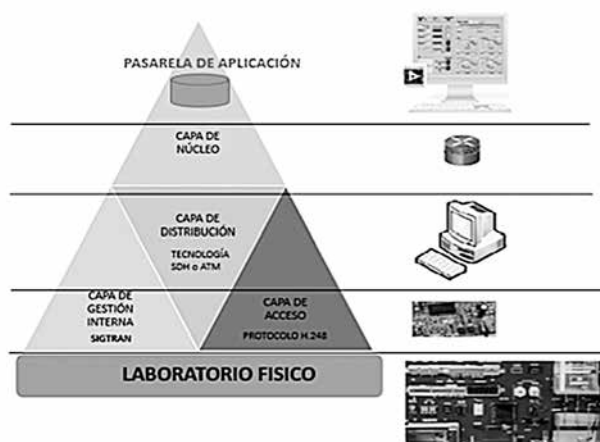 PASARELA DE APLICACIÓN
CAPA DE
NÚCLEO
CAPA DE
DISTRIBUCIÓN
TECNOLOGÍA
SDH o ATM
CAPA DE
GESTIÓN
INTERNA
SIGTRAN
CAPA DE
ACCESO
PROTOCOLO H.248
LABORATORIO FISICO